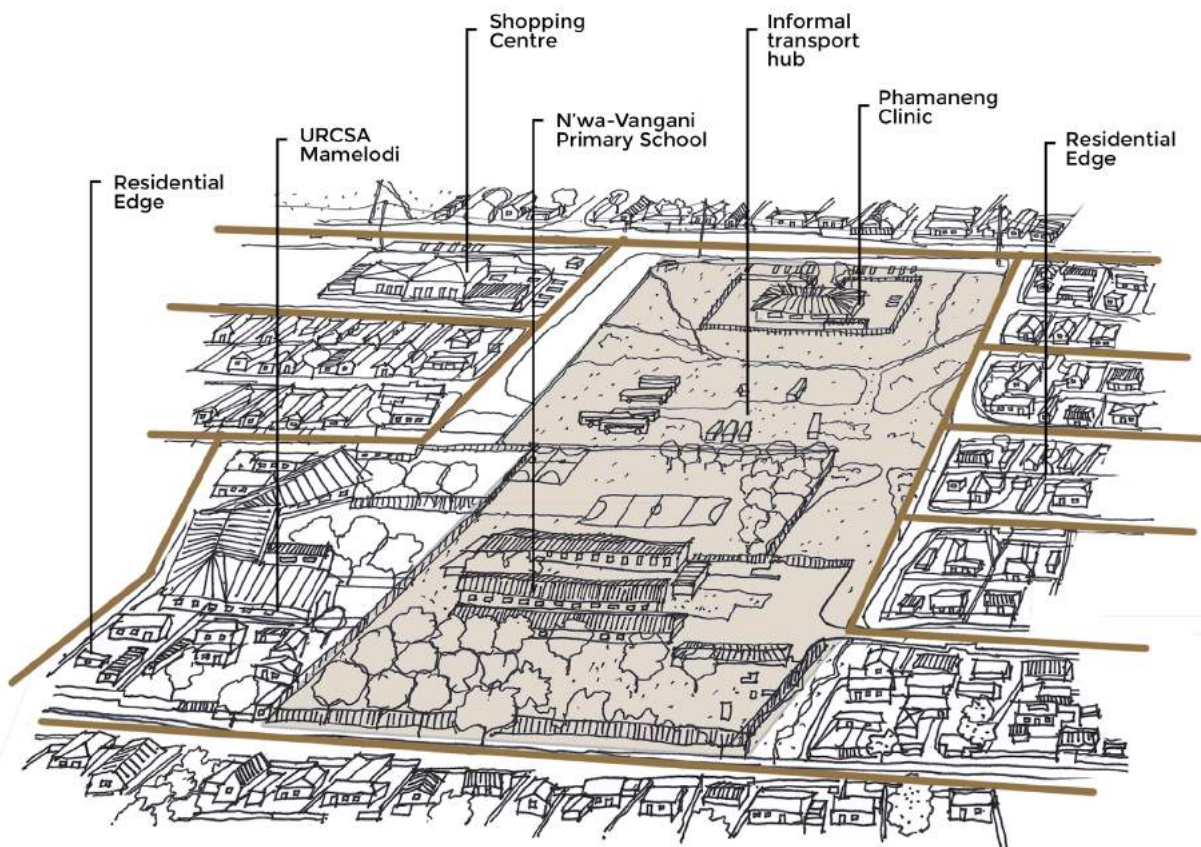 Shopping
Centre
Informal
transport
hub
Phamaneng
Clinic
N'wa-Vangani
Primary School
URCSA
Mamelodi
Residential
Edge
Residential
Edge